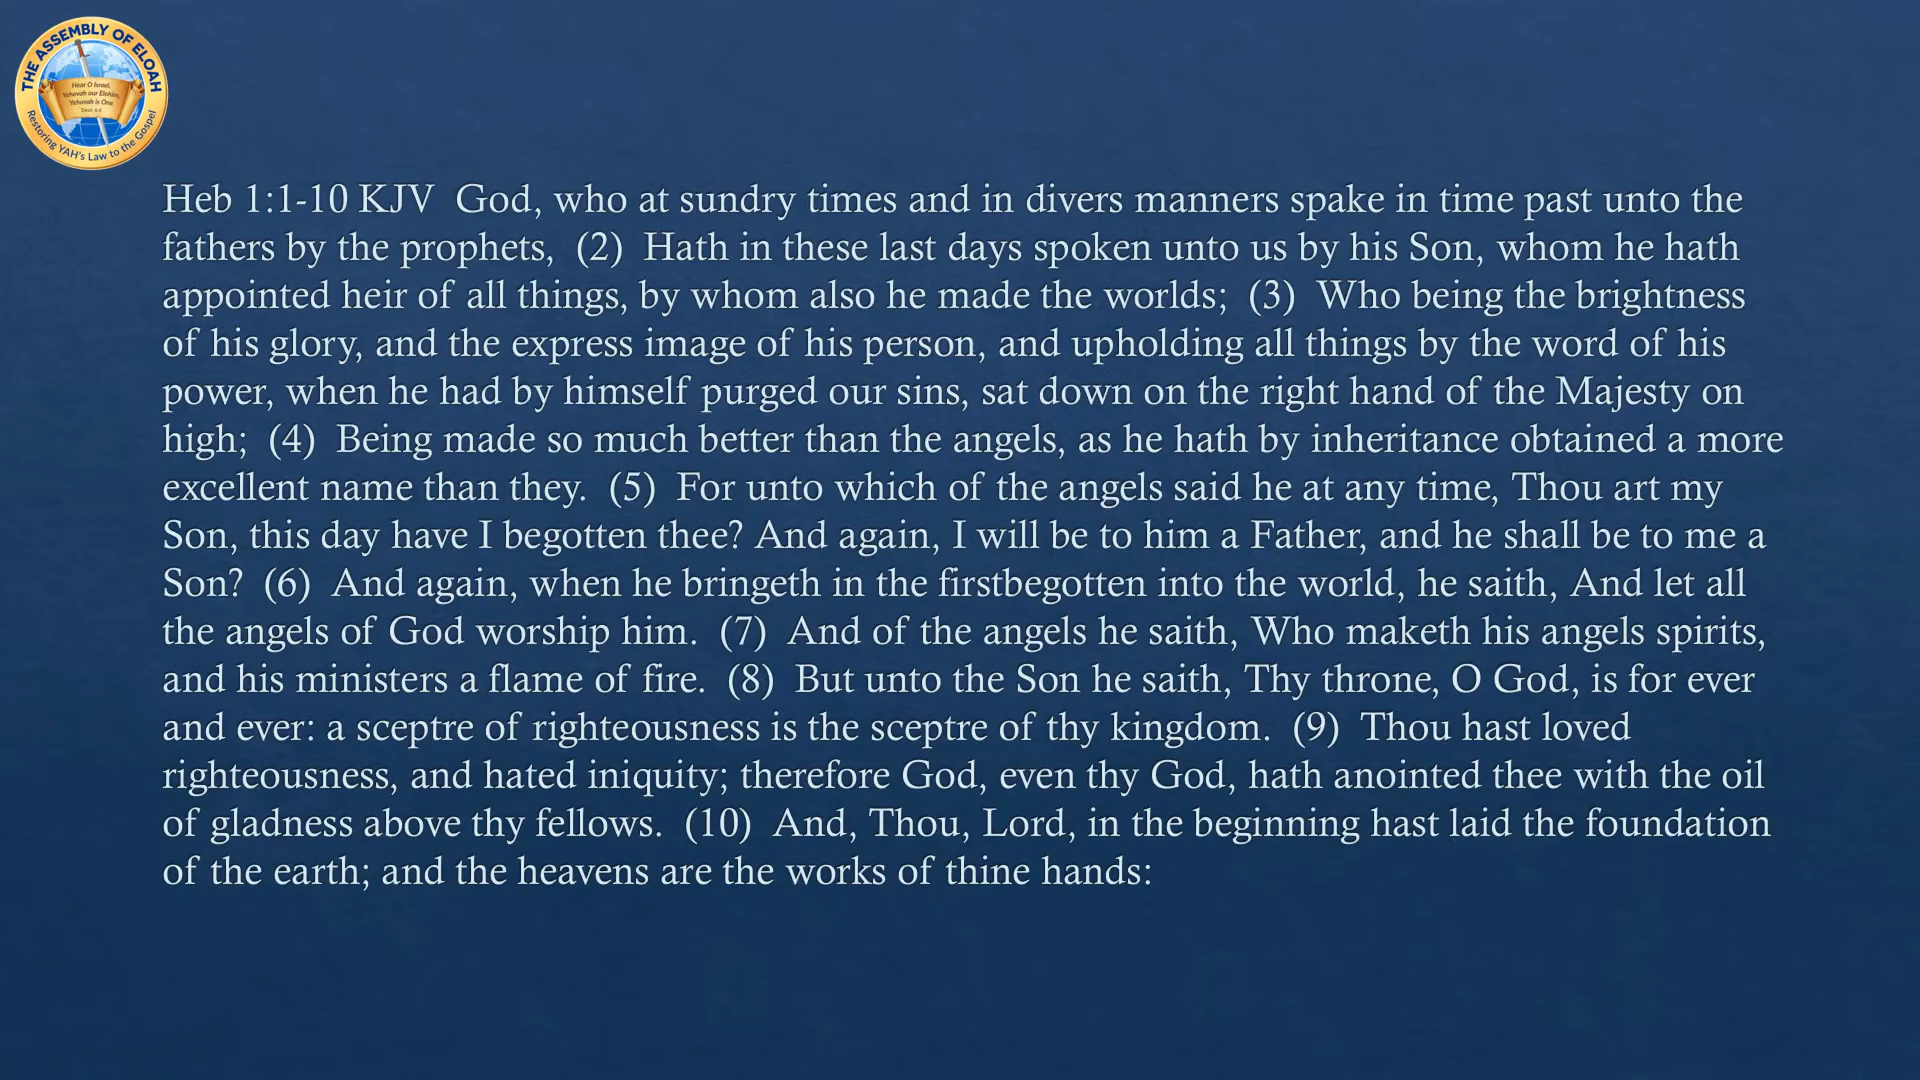 THE ASSEMBLY OF ELOAH
Hear O Israel,
Yehovah our Elohim,
Yehovah is One
Deut. 6:4
Restoring YAH's Law to the Gospel
Heb 1:1-10 KJV  God, who at sundry times and in divers manners spake in time past unto the
fathers by the prophets,  (2)  Hath in these last days spoken unto us by his Son, whom he hath
appointed heir of all things, by whom also he made the worlds;  (3)  Who being the brightness
of his glory, and the express image of his person, and upholding all things by the word of his
power, when he had by himself purged our sins, sat down on the right hand of the Majesty on
high;  (4)  Being made so much better than the angels, as he hath by inheritance obtained a more
excellent name than they.  (5)  For unto which of the angels said he at any time, Thou art my
Son, this day have I begotten thee? And again, I will be to him a Father, and he shall be to me a
Son?  (6)  And again, when he bringeth in the firstbegotten into the world, he saith, And let all
the angels of God worship him.  (7)  And of the angels he saith, Who maketh his angels spirits,
and his ministers a flame of fire.  (8)  But unto the Son he saith, Thy throne, O God, is for ever
and ever: a sceptre of righteousness is the sceptre of thy kingdom.  (9)  Thou hast loved
righteousness, and hated iniquity; therefore God, even thy God, hath anointed thee with the oil
of gladness above thy fellows.  (10)  And, Thou, Lord, in the beginning hast laid the foundation
of the earth; and the heavens are the works of thine hands: